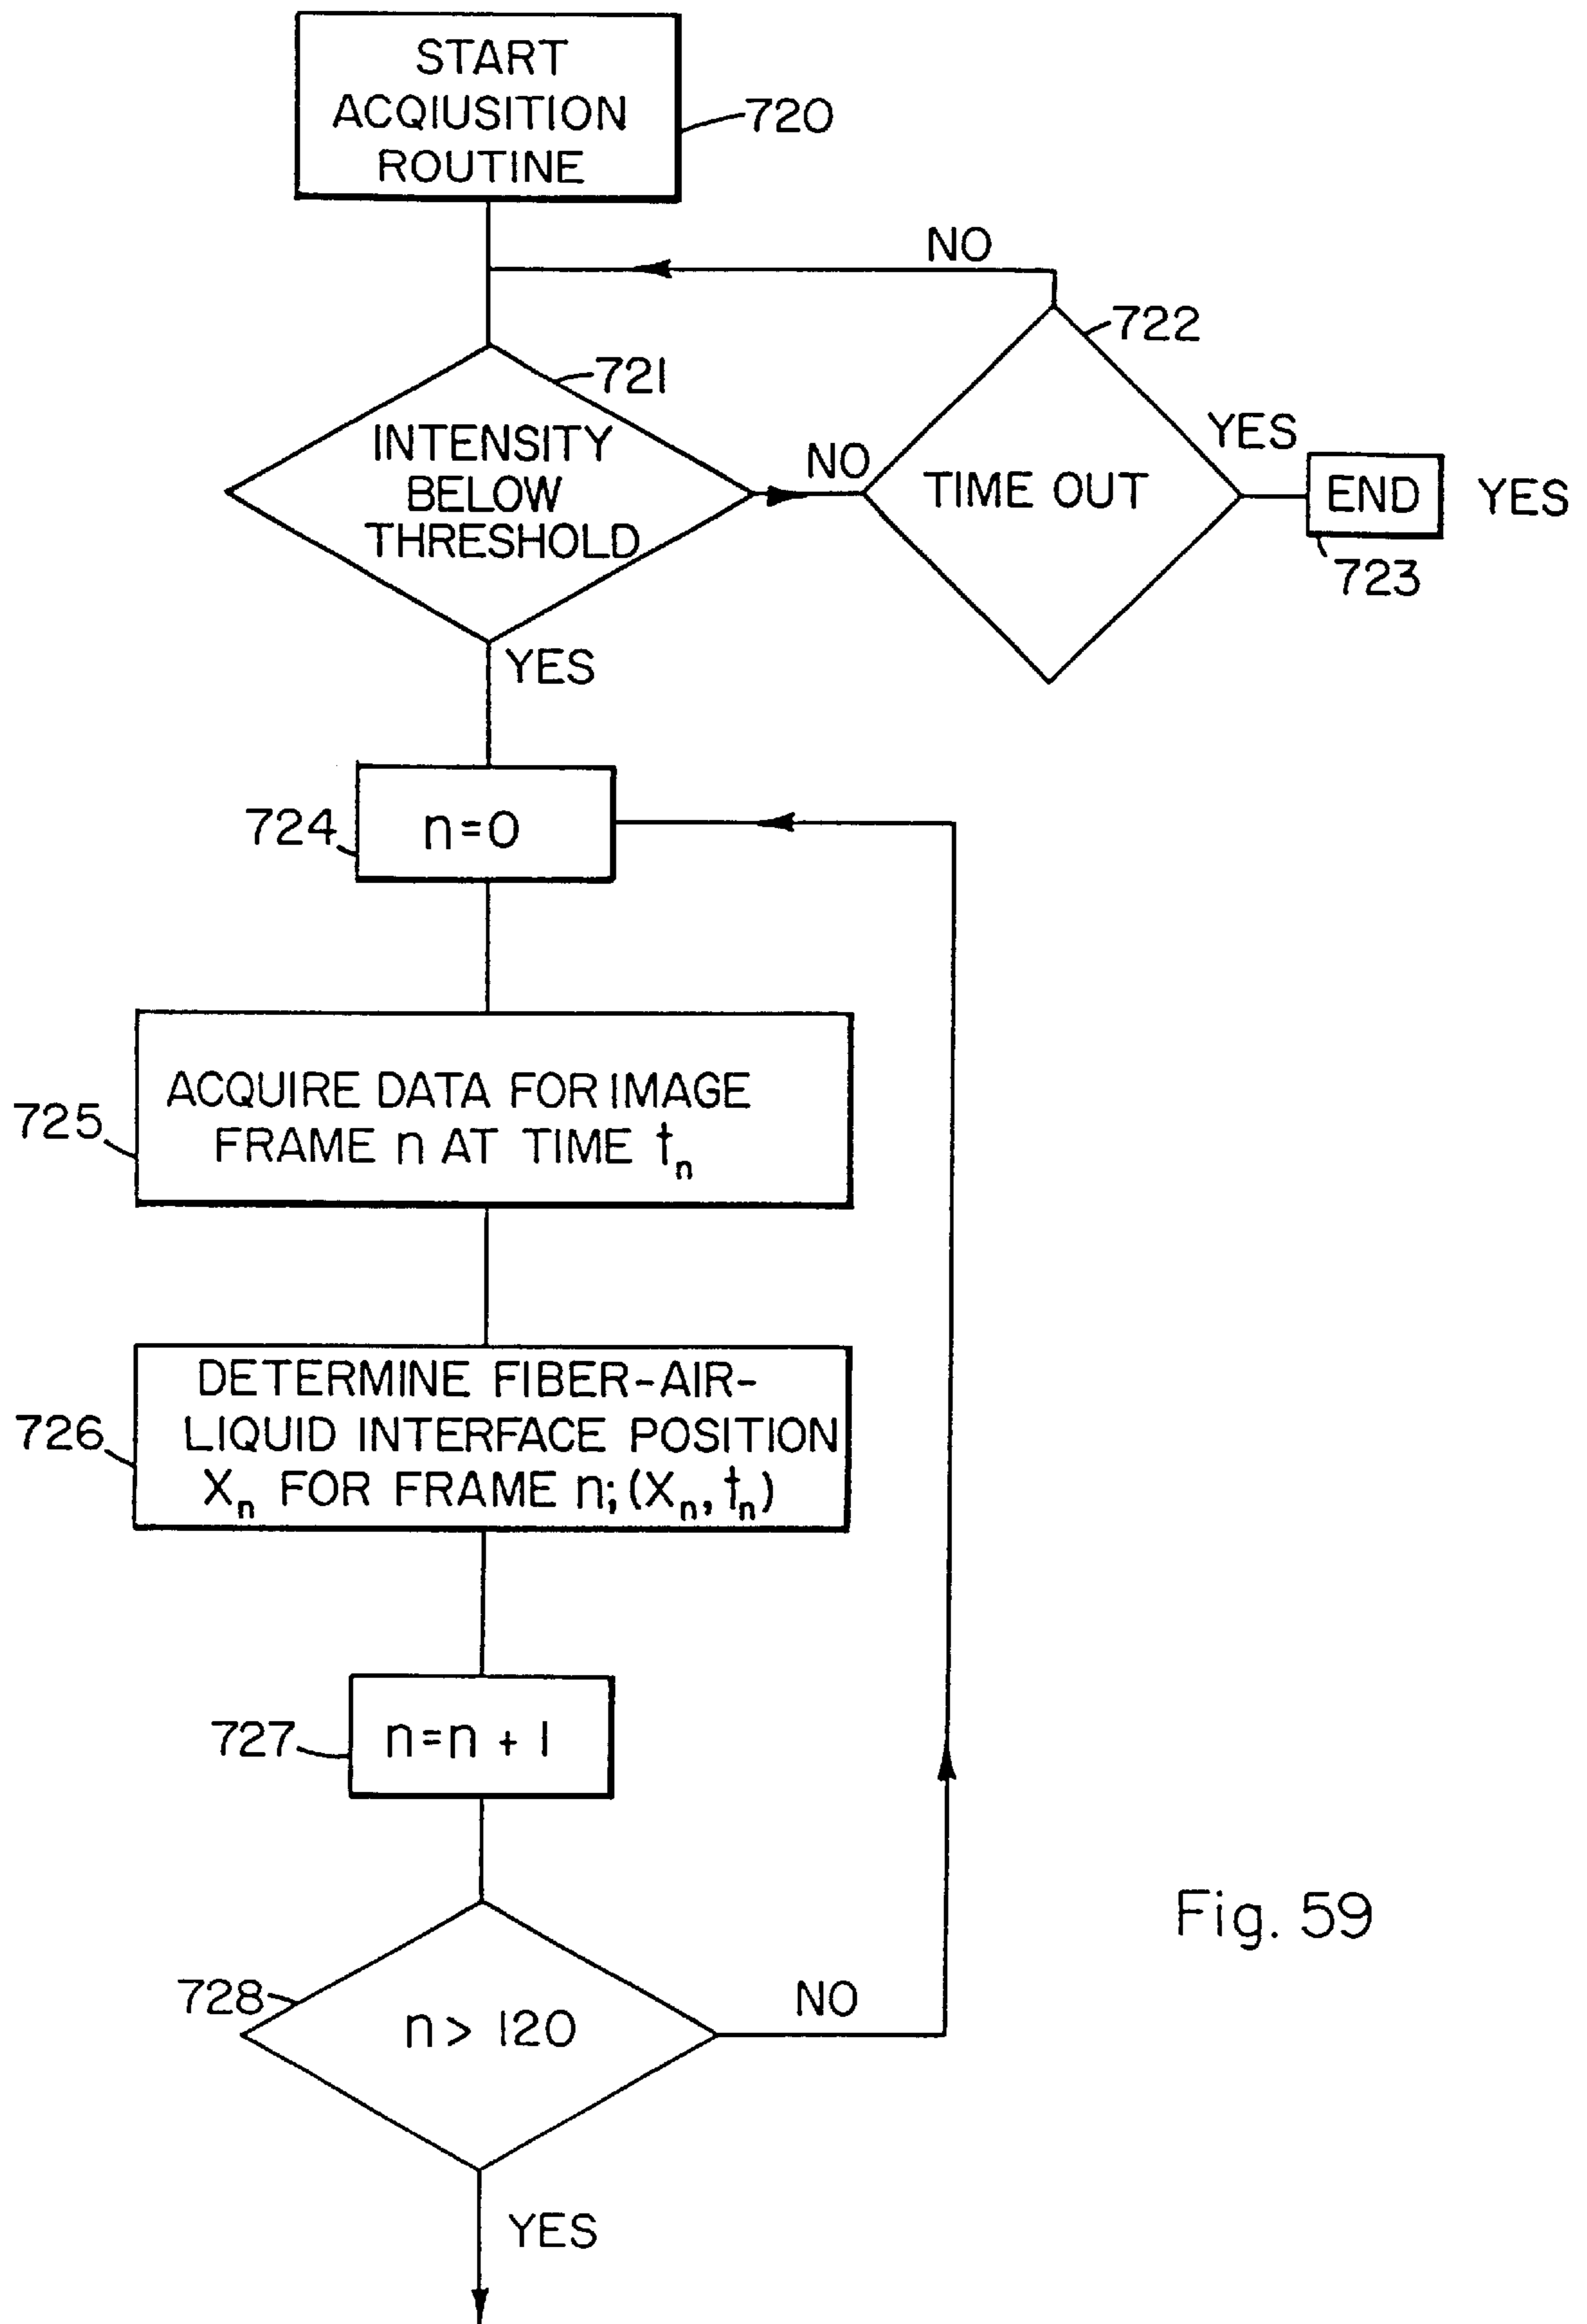 START
ACQIUSITION
ROUTINE
720
NO
722
721
INTENSITY
BELOW
THRESHOLD
NO
TIME OUT
YES
END
YES
723
YES
724
n=0
725
ACQUIRE DATA FOR IMAGE
FRAME n AT TIME tₙ
726
DETERMINE FIBER-AIR-
LIQUID INTERFACE POSITION
Xₙ FOR FRAME n; (Xₙ, tₙ)
727
n=n + 1
728
n > 120
NO
YES
Fig. 59